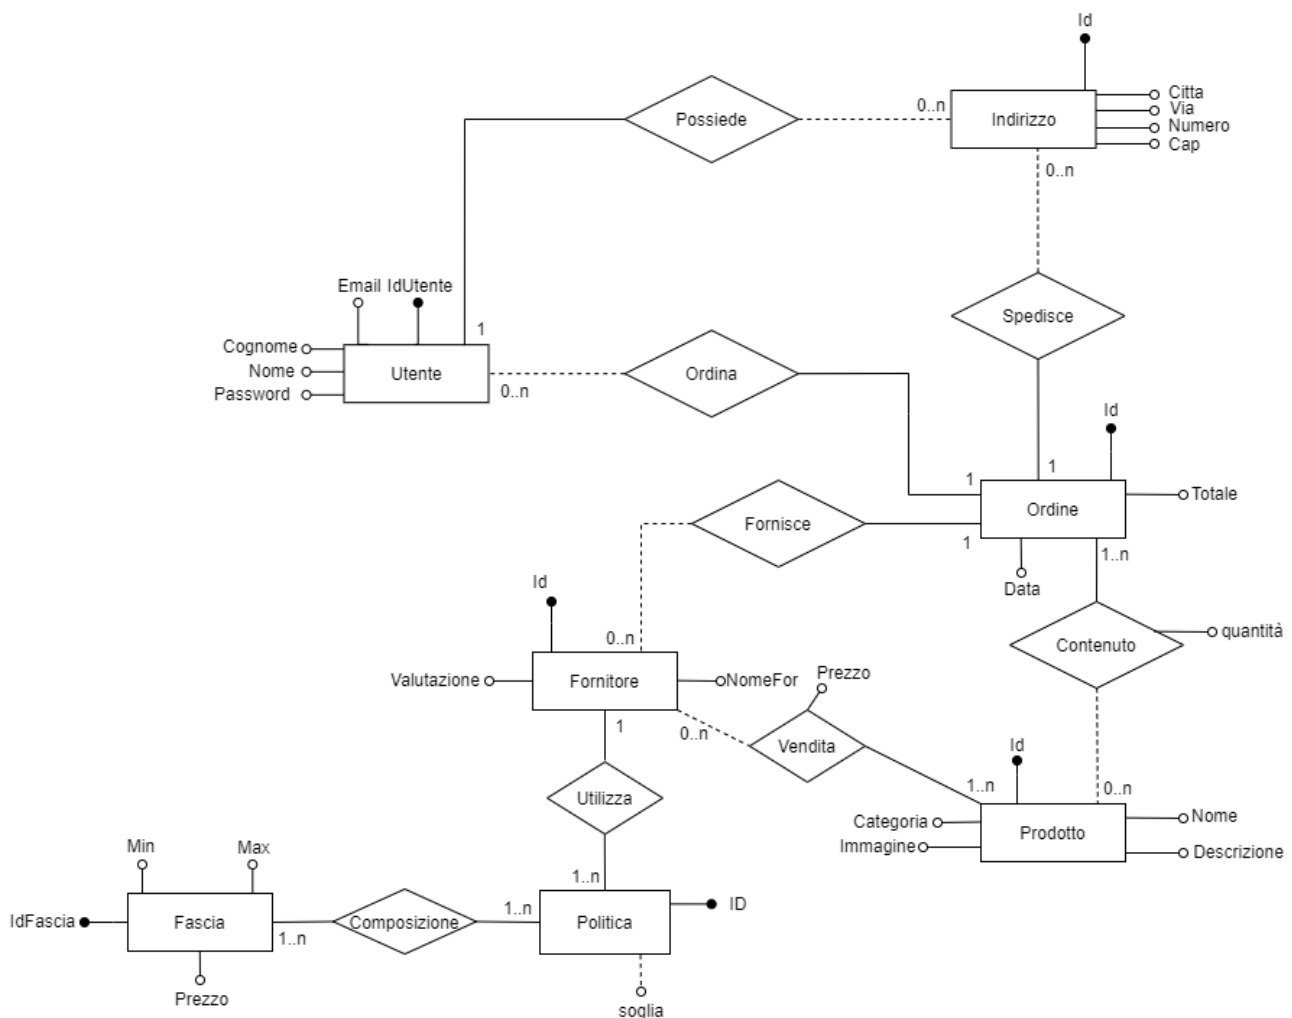 Id
Citta
Via
Numero
Cap
0..n
Indirizzo
Possiede
0..n
Spedisce
Email IdUtente
1
Cognome
Nome
Password
Utente
0..n
Ordina
Id
1
1
Totale
Ordine
Fornisce
1
1..n
Data
Id
quantità
Contenuto
0..n
Valutazione
Fornitore
NomeFor
Prezzo
1
0..n
Vendita
Id
1..n
0..n
Utilizza
Categoria
Nome
Immagine
Prodotto
Descrizione
Min
Max
1..n
ID
IdFascia
Fascia
Composizione
1..n
Politica
1..n
Prezzo
soglia